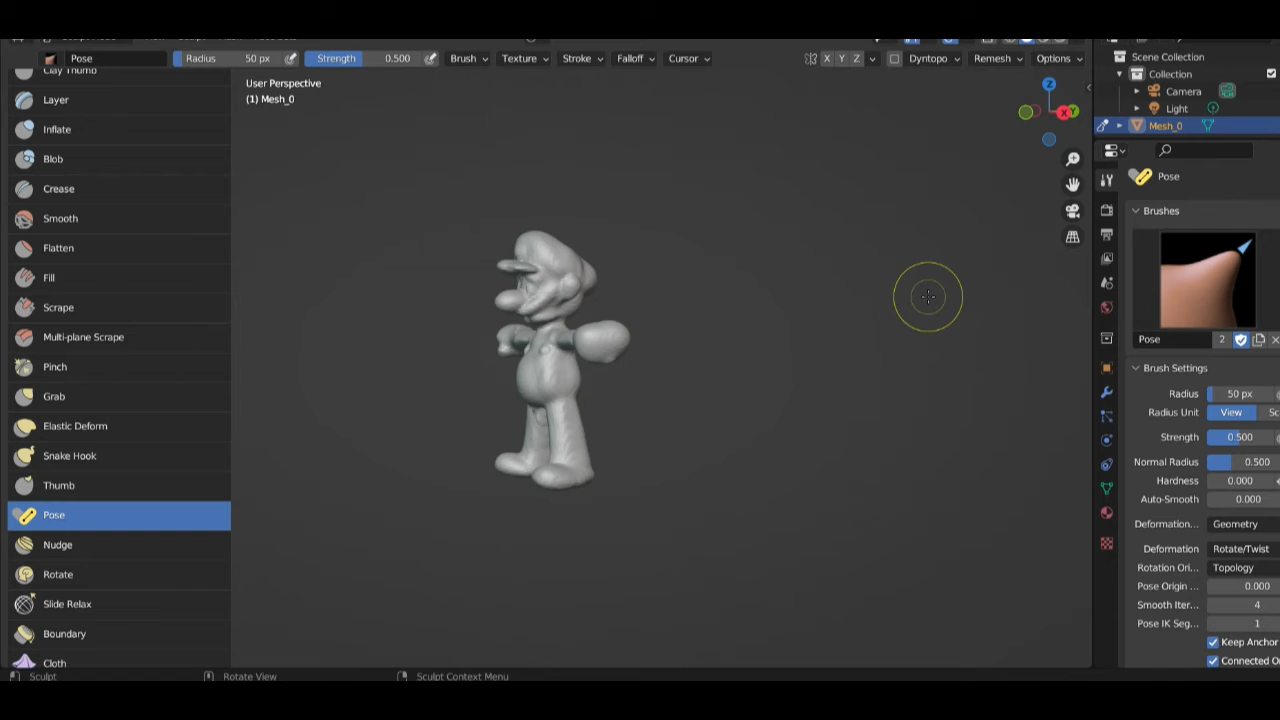 Pose
Radius 50 px
Strength 0.500
Brush
Texture
Stroke
Falloff
Cursor
X Y Z
Dyntopo
Remesh
Options
Clay Thumb
Layer
Inflate
Blob
Crease
Smooth
Flatten
Fill
Scrape
Multi-plane Scrape
Pinch
Grab
Elastic Deform
Snake Hook
Thumb
Pose
Nudge
Rotate
Slide Relax
Boundary
Cloth
User Perspective
(1) Mesh_0
Z
X Y
Scene Collection
Collection
Camera
Light
Mesh_0
Pose
Brushes
Pose 2
Brush Settings
Radius 50 px
Radius Unit View Sc
Strength 0.500
Normal Radius 0.500
Hardness 0.000
Auto-Smooth 0.000
Deformation... Geometry
Deformation Rotate/Twist
Rotation Ori... Topology
Pose Origin ... 0.000
Smooth Iter... 4
Pose IK Seg... 1
Keep Anchor
Connected On
Sculpt
Rotate View
Sculpt Context Menu